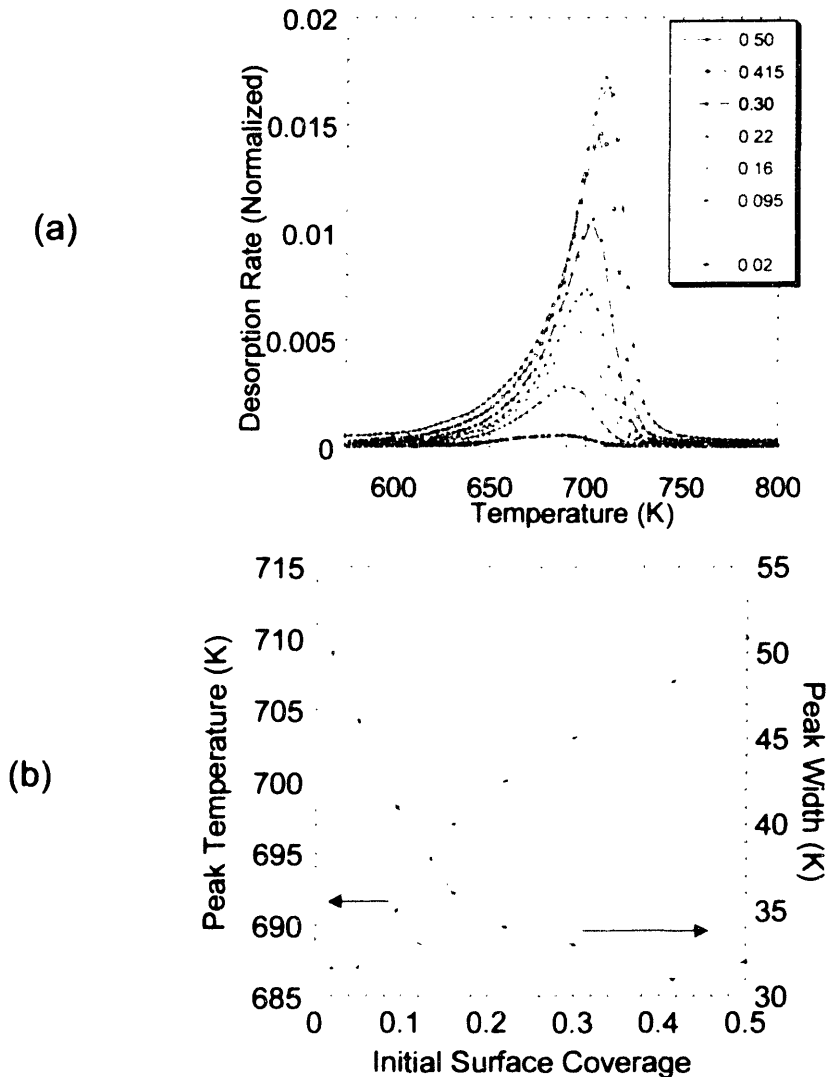 (a)
Desorption Rate (Normalized)
0.02
0.015
0.01
0.005
0
600 650 700 750 800
Temperature (K)
0 50
0 415
0.30
0 22
0 16
0 095
0 02
(b)
Peak Temperature (K)
715
710
705
700
695
690
685
55
50
45
40
35
30
Peak Width (K)
0 0.1 0.2 0.3 0.4 0.5
Initial Surface Coverage